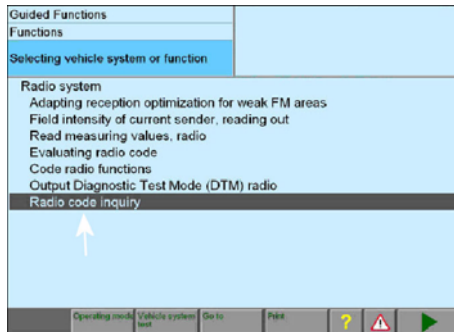 Guided Functions
Functions
Selecting vehicle system or function
Radio system
Adapting reception optimization for weak FM areas
Field intensity of current sender, reading out
Read measuring values, radio
Evaluating radio code
Code radio functions
Output Diagnostic Test Mode (DTM) radio
Radio code inquiry
Operating mode Vehicle system Go to Print ?
test